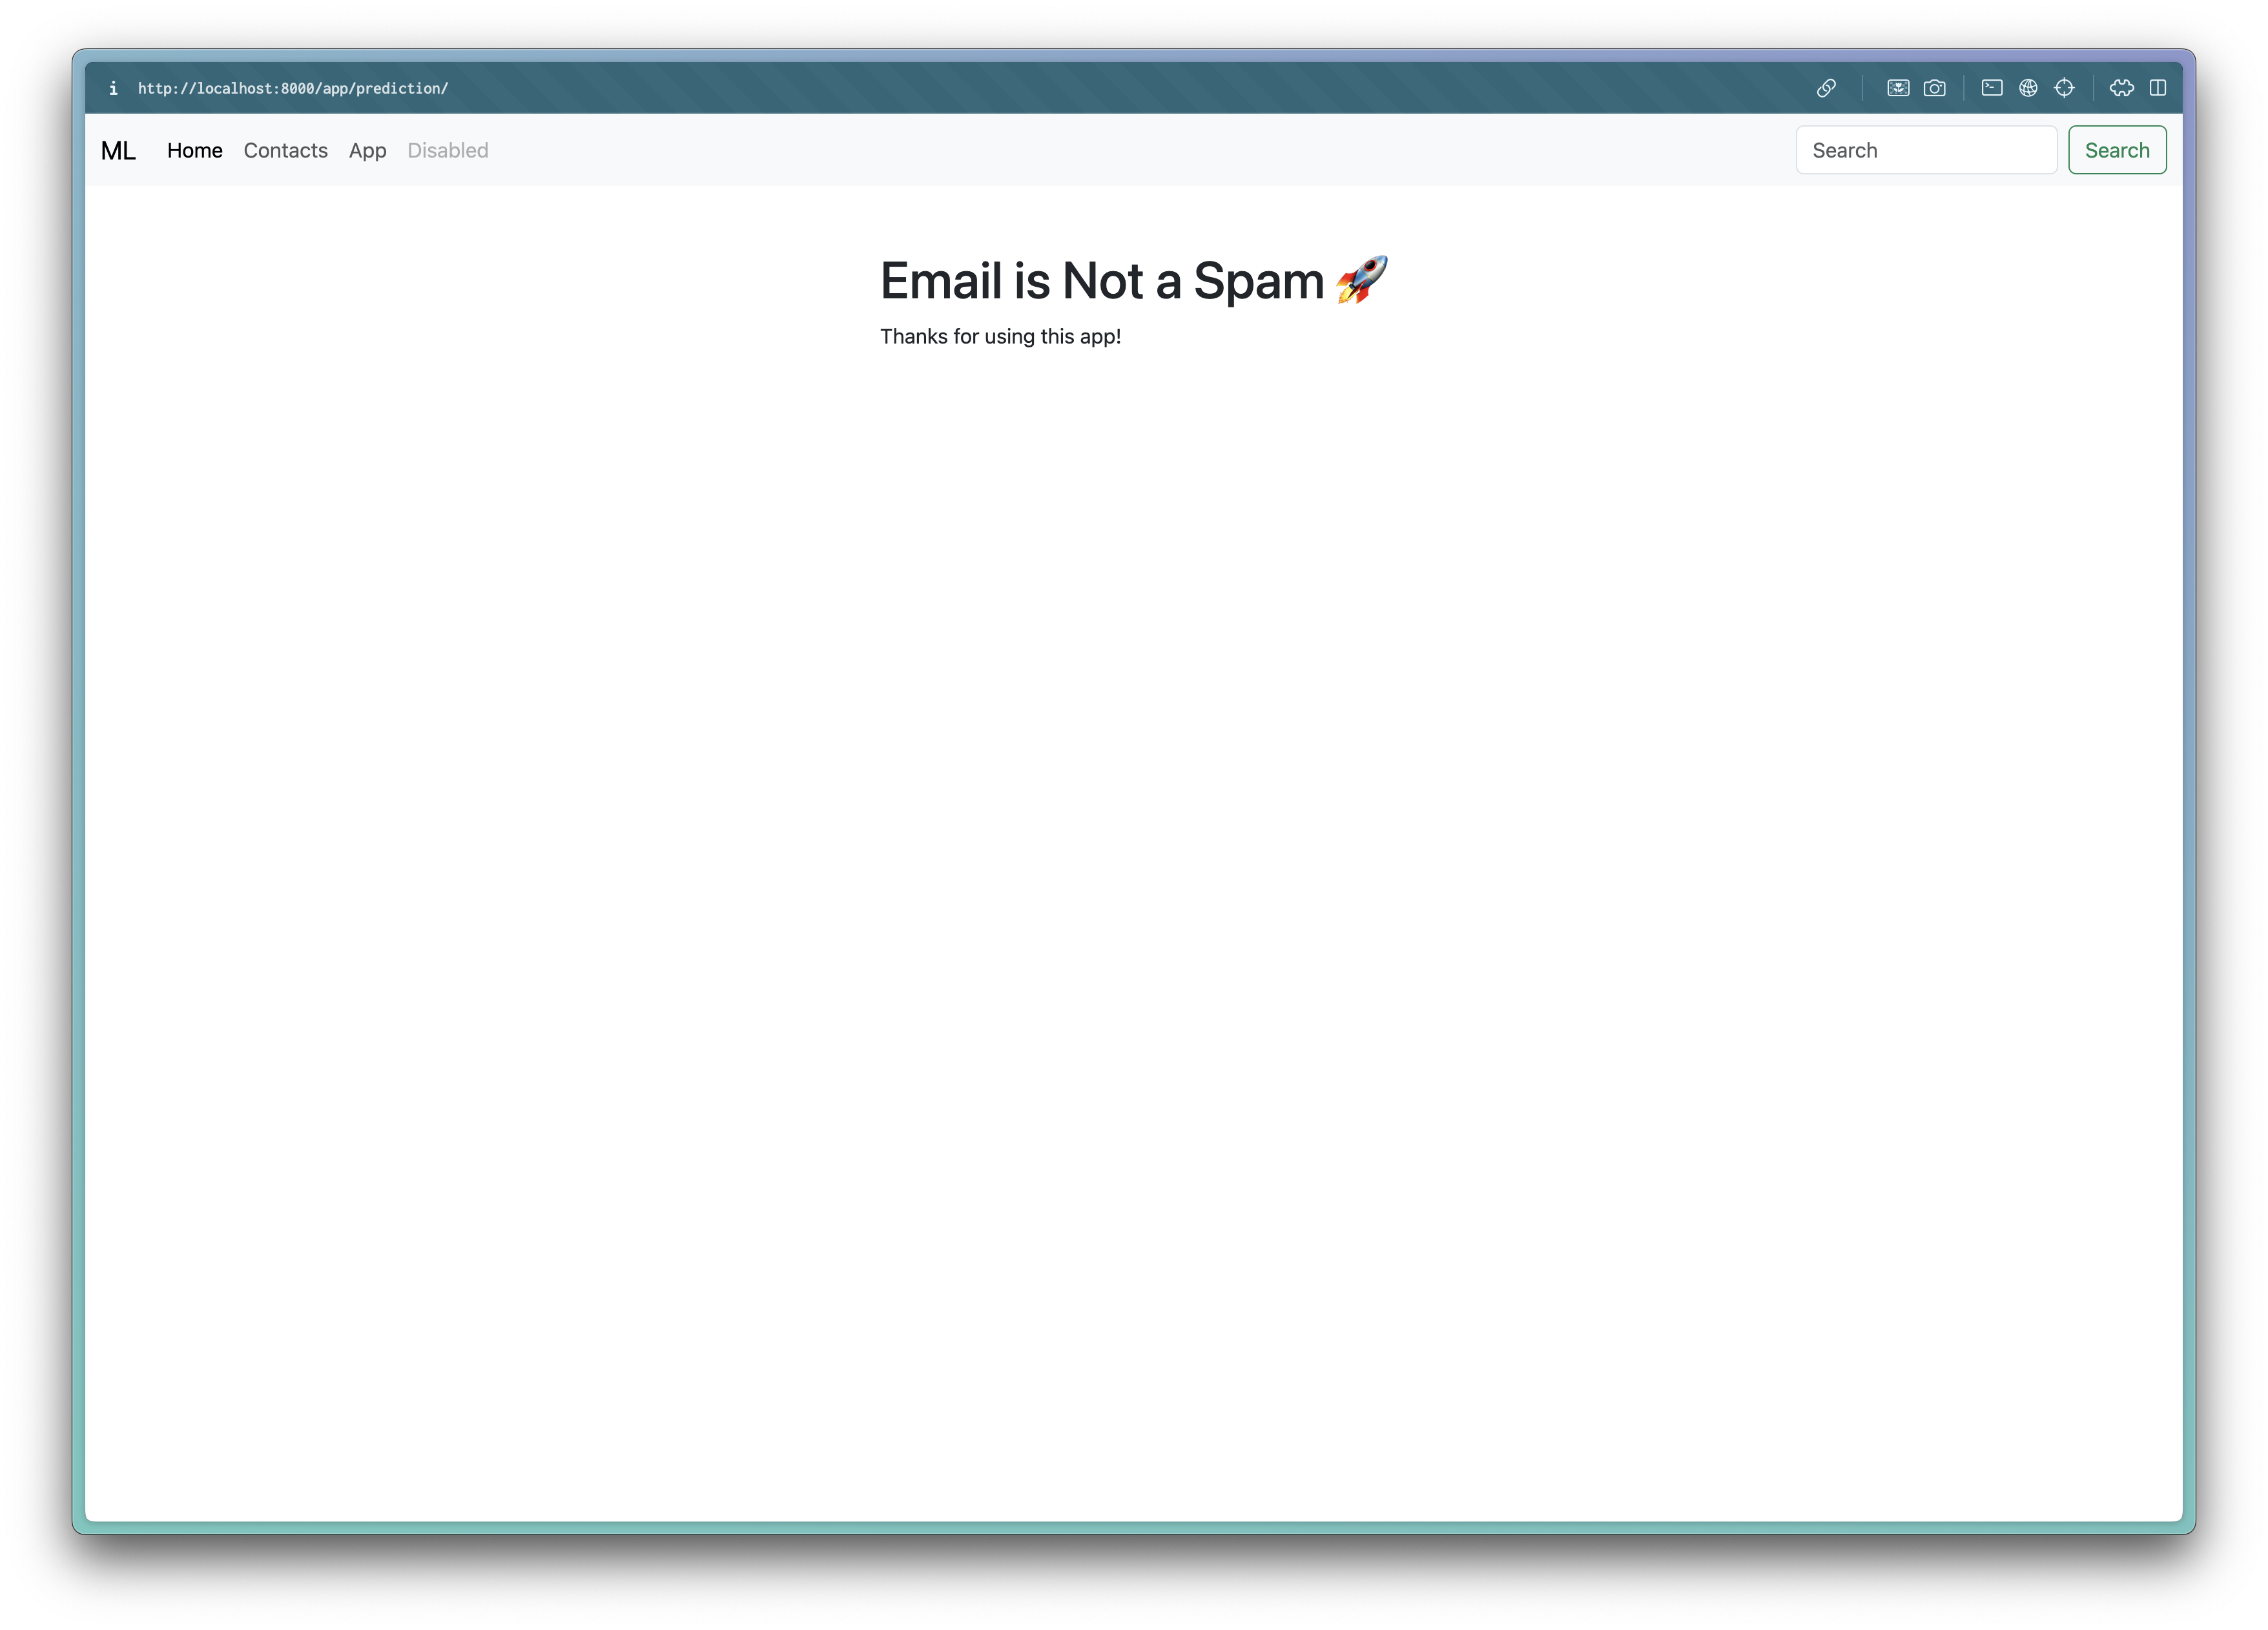 i http://localhost:8000/app/prediction/
ML Home Contacts App Disabled Search Search
Email is Not a Spam 🚀
Thanks for using this app!